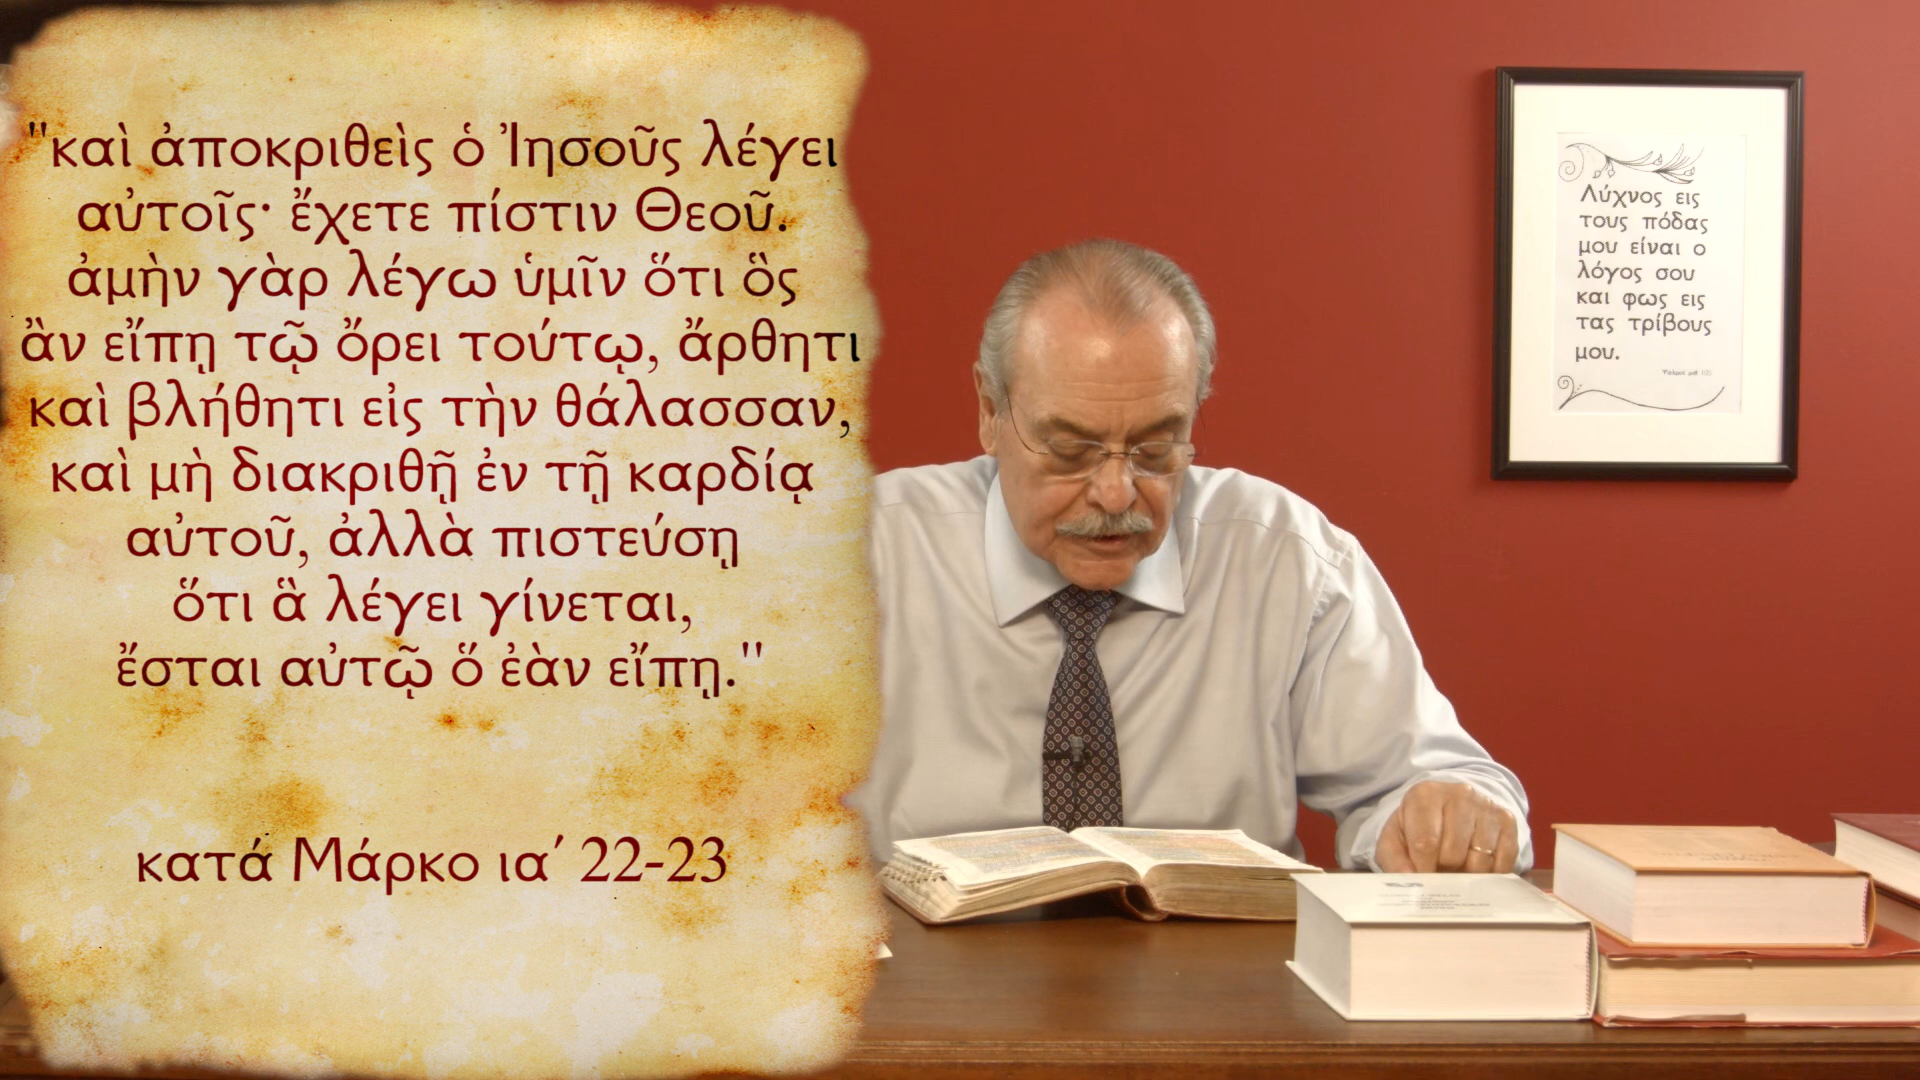 "καὶ ἀποκριθεὶς ὁ Ἰησοῦς λέγει
αὐτοῖς· ἔχετε πίστιν Θεοῦ.
ἀμὴν γὰρ λέγω ὑμῖν ὅτι ὃς
ἂν εἴπῃ τῷ ὄρει τούτῳ, ἄρθητι
καὶ βλήθητι εἰς τὴν θάλασσαν,
καὶ μὴ διακριθῇ ἐν τῇ καρδίᾳ
αὐτοῦ, ἀλλὰ πιστεύσῃ
ὅτι ἃ λέγει γίνεται,
ἔσται αὐτῷ ὅ ἐὰν εἴπῃ."
κατά Μάρκο ια΄ 22-23
Λύχνος εις
τους πόδας
μου είναι ο
λόγος σου
και φως εις
τας τρίβους
μου.